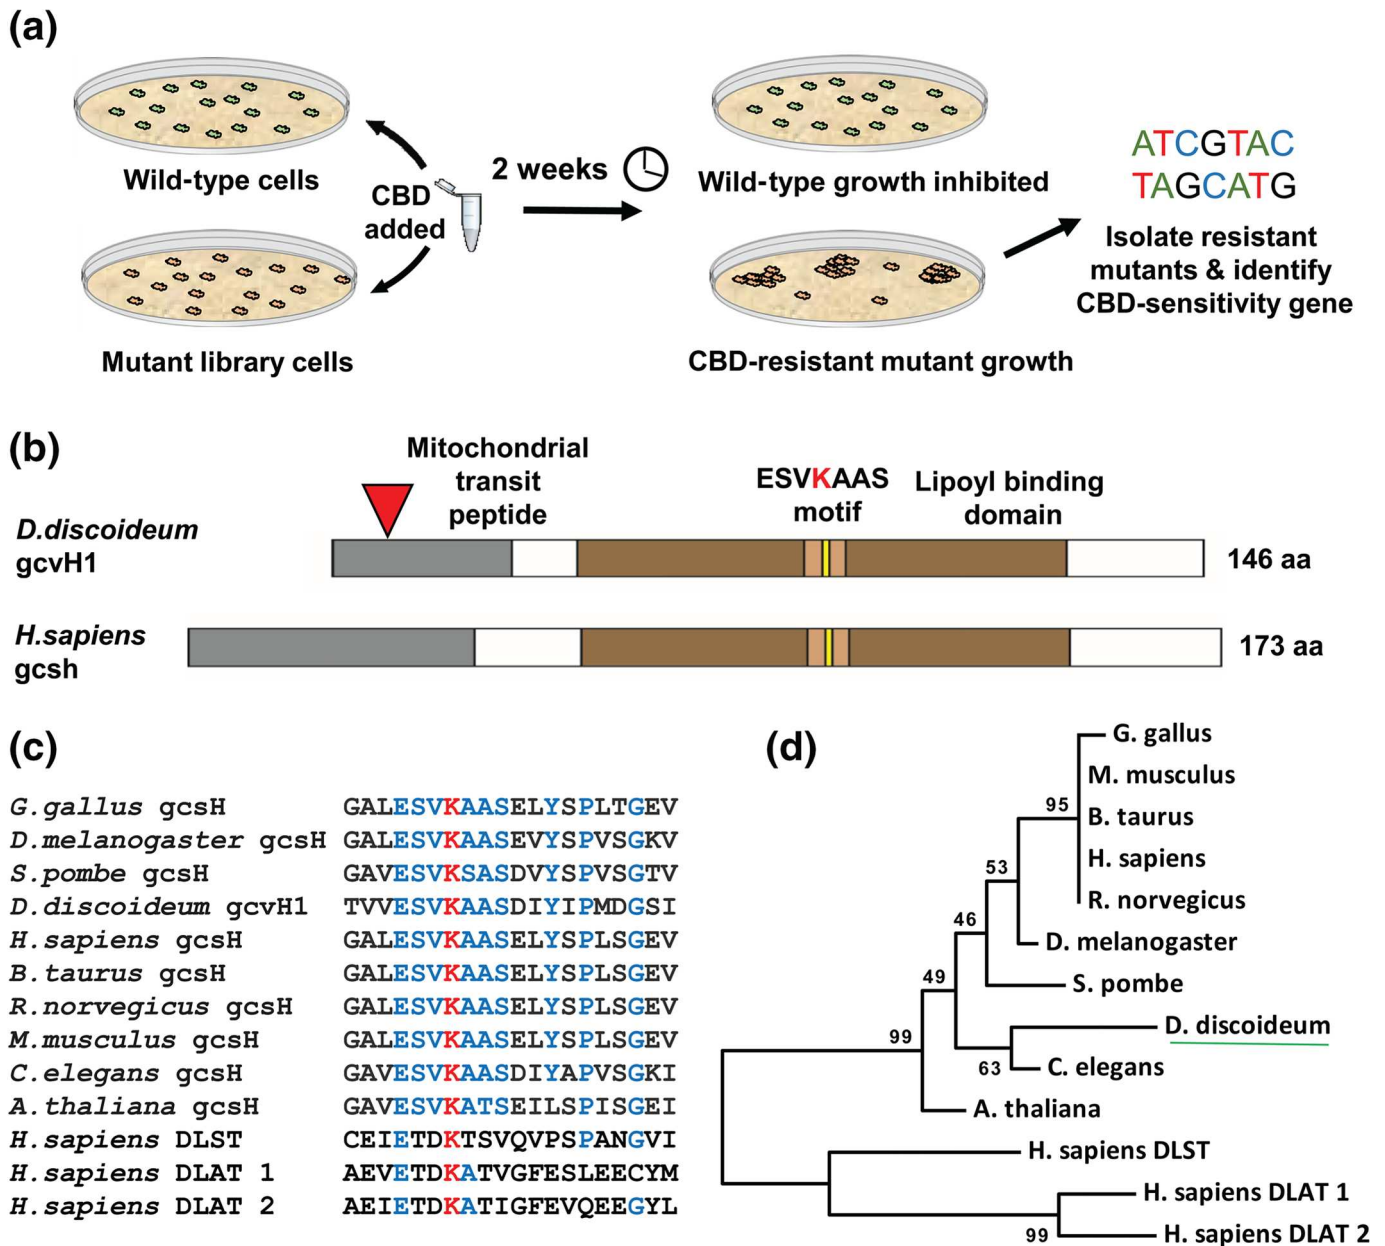 (a)
Wild-type cells
CBD
added
Mutant library cells
2 weeks
Wild-type growth inhibited
CBD-resistant mutant growth
ATCGTAC
TAGCATG
Isolate resistant
mutants & identify
CBD-sensitivity gene
(b)
Mitochondrial
transit
peptide
ESVKAAS
motif
Lipoyl binding
domain
D.discoideum
gcvH1
146 aa
H.sapiens
gcsh
173 aa
(c)
G.gallus gcsH GALESVKAASELYSPLTGEV
D.melanogaster gcsH GALESVKAASEVYSPVSGKV
S.pombe gcsH GAVESVKSASDVYSPVSGTV
D.discoideum gcvH1 TVVESVKAASDIYIPMDGSI
H.sapiens gcsH GALESVKAASELYSPLSGEV
B.taurus gcsH GALESVKAASELYSPLSGEV
R.norvegicus gcsH GALESVKAASELYSPLSGEV
M.musculus gcsH GALESVKAASELYSPLSGEV
C.elegans gcsH GAVESVKAASDIYAPVSGKI
A.thaliana gcsH GAVESVKATSEILSPISGEI
H.sapiens DLST CEIETDKTSVQVPSPANGVI
H.sapiens DLAT 1 AEVETDKATVGFESLEECYM
H.sapiens DLAT 2 AEIETDKATIGFEVQEEGYL
(d)
G. gallus
M. musculus
95
B. taurus
H. sapiens
53
R. norvegicus
46
D. melanogaster
49
S. pombe
D. discoideum
99
63
C. elegans
A. thaliana
H. sapiens DLST
H. sapiens DLAT 1
99
H. sapiens DLAT 2